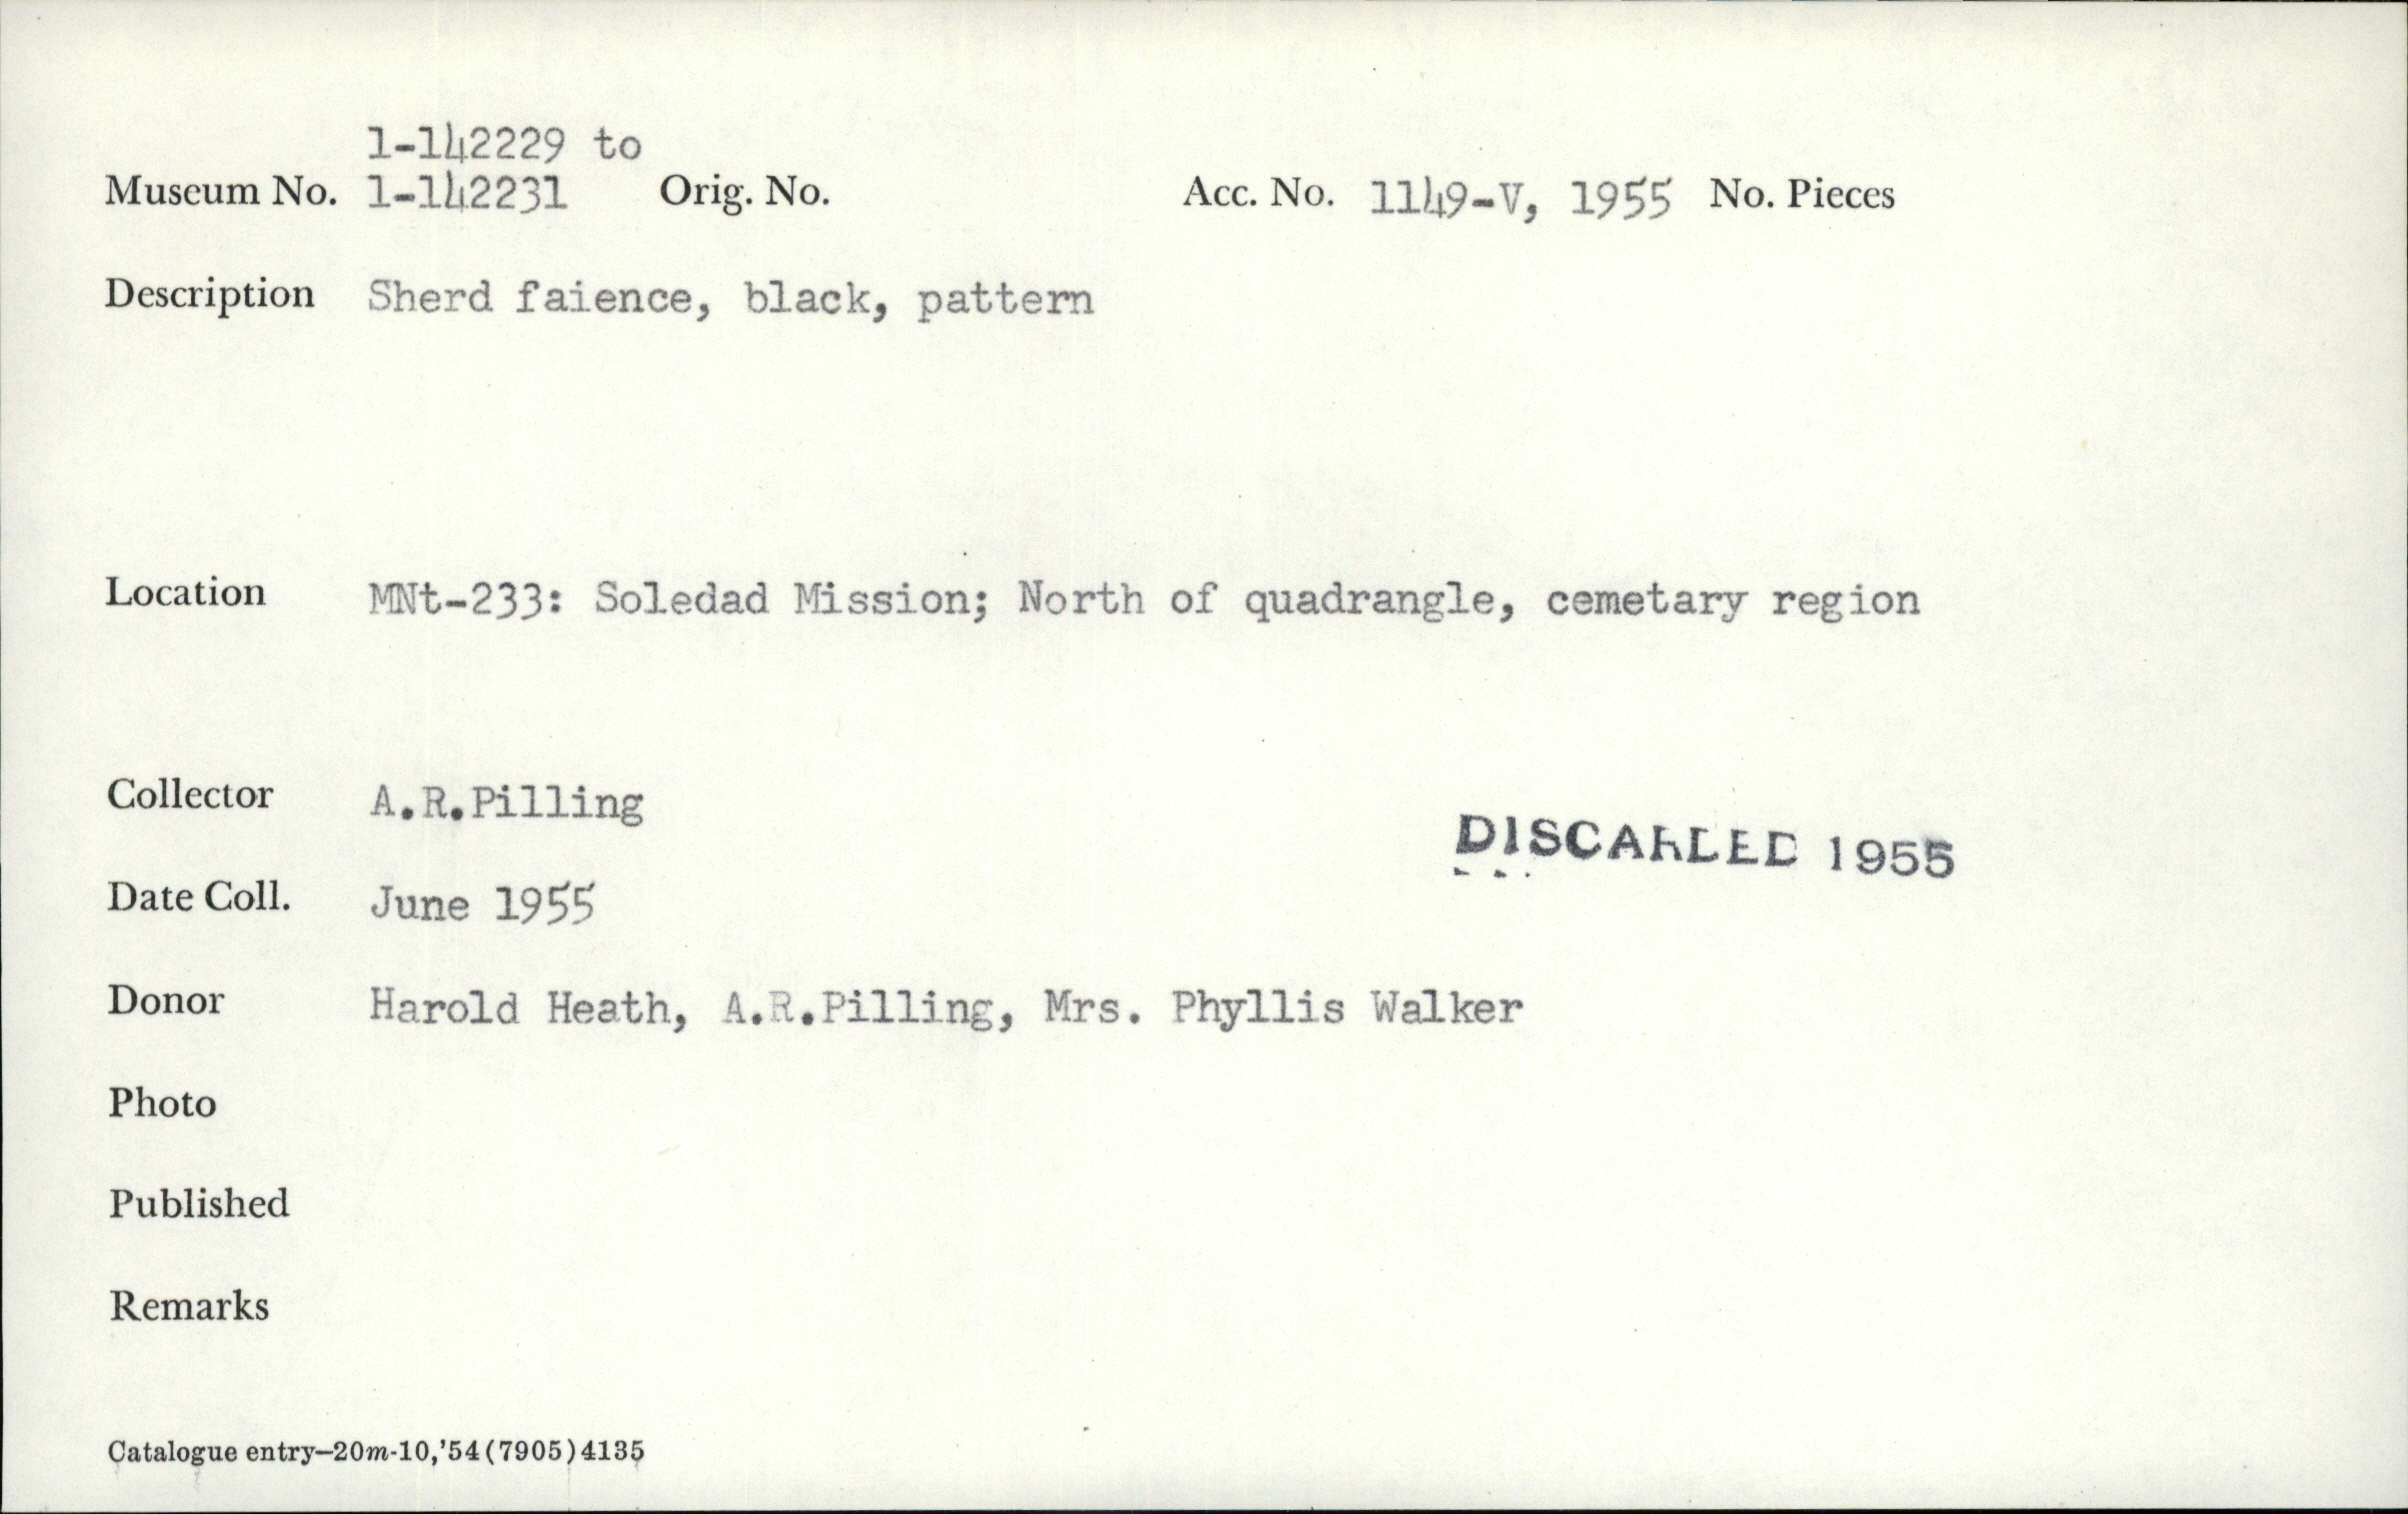 1-142229 to
Museum No. 1-142231 Orig. No. Acc. No. 1149-V, 1955 No. Pieces
Description Sherd faience, black, pattern
Location MNt-233: Soledad Mission; North of quadrangle, cemetary region
Collector A.R.Pilling
DISCARDED 1955
Date Coll. June 1955
Donor Harold Heath, A.R.Pilling, Mrs. Phyllis Walker
Photo
Published
Remarks
Catalogue entry—20m-10,'54(7905)4135